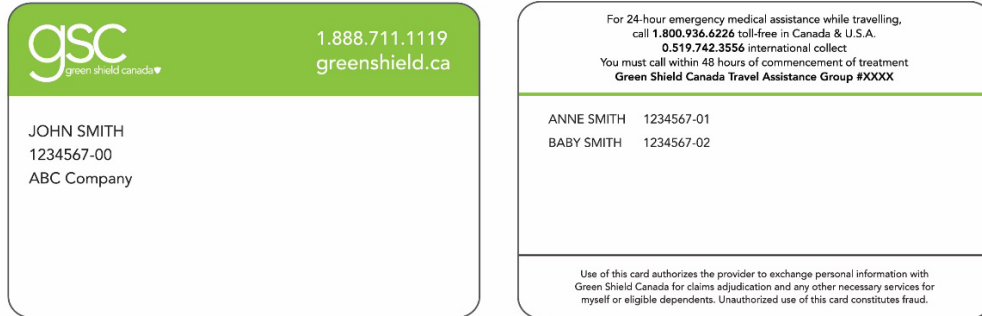 gsc
green shield canada
1.888.711.1119
greenshield.ca
JOHN SMITH
1234567-00
ABC Company
For 24-hour emergency medical assistance while travelling,
call 1.800.936.6226 toll-free in Canada & U.S.A.
0.519.742.3556 international collect
You must call within 48 hours of commencement of treatment
Green Shield Canada Travel Assistance Group #XXXX
ANNE SMITH 1234567-01
BABY SMITH 1234567-02
Use of this card authorizes the provider to exchange personal information with
Green Shield Canada for claims adjudication and any other necessary services for
myself or eligible dependents. Unauthorized use of this card constitutes fraud.